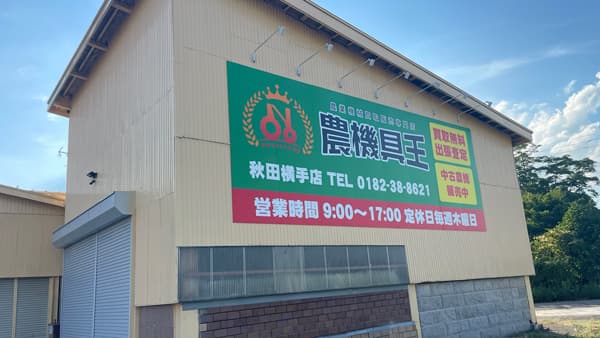 農業機械買取販売専門店
農機具王
秋田横手店 TEL 0182-38-8621
営業時間 9:00〜17:00 定休日毎週木曜日
買取無料
出張査定
中古農機
販売中